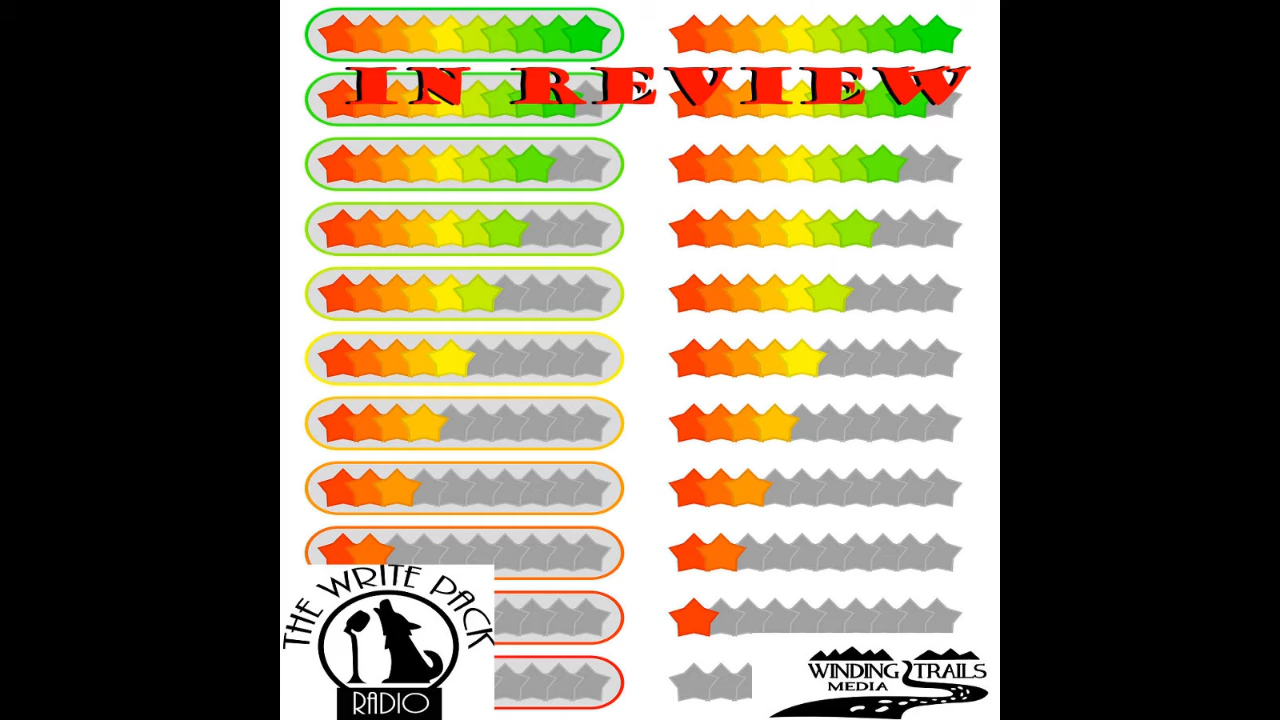 IN REVIEW
THE WRITE PACK
RADIO
WINDING TRAILS
MEDIA